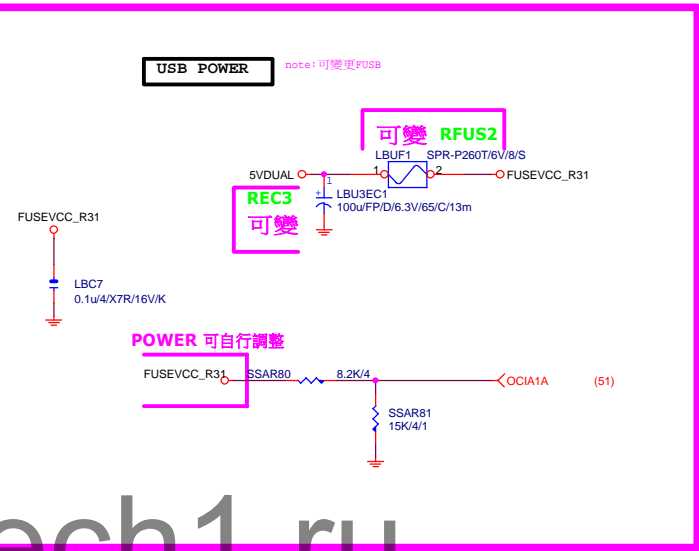 USB POWER
note:可變更FUSB
可變 RFUS2
LBUF1 SPR-P260T/6V/8/S
5VDUAL
1
2
FUSEVCC_R31
1
REC3
可變
+
LBU3EC1
100u/FP/D/6.3V/65/C/13m
FUSEVCC_R31
LBC7
0.1u/4/X7R/16V/K
POWER 可自行調整
FUSEVCC_R31
SSAR80
8.2K/4
OCIA1A
(51)
SSAR81
15K/4/1
ech1.ru